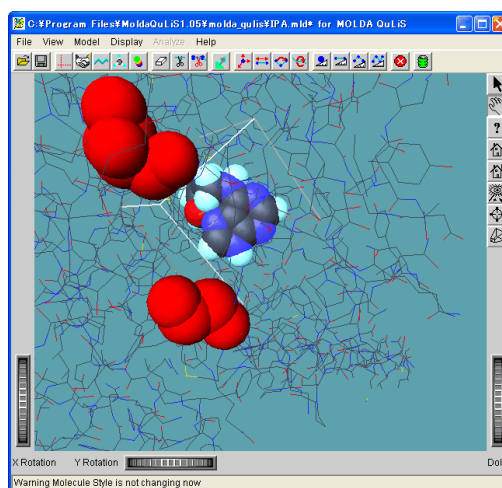 C:¥Program Files¥MoldaQuLiS1.05¥molda_qulis¥IPA.mld* for MOLDA QuLiS
File View Model Display Analyze Help
?
X Rotation Y Rotation Dol
Warning Molecule Style is not changing now